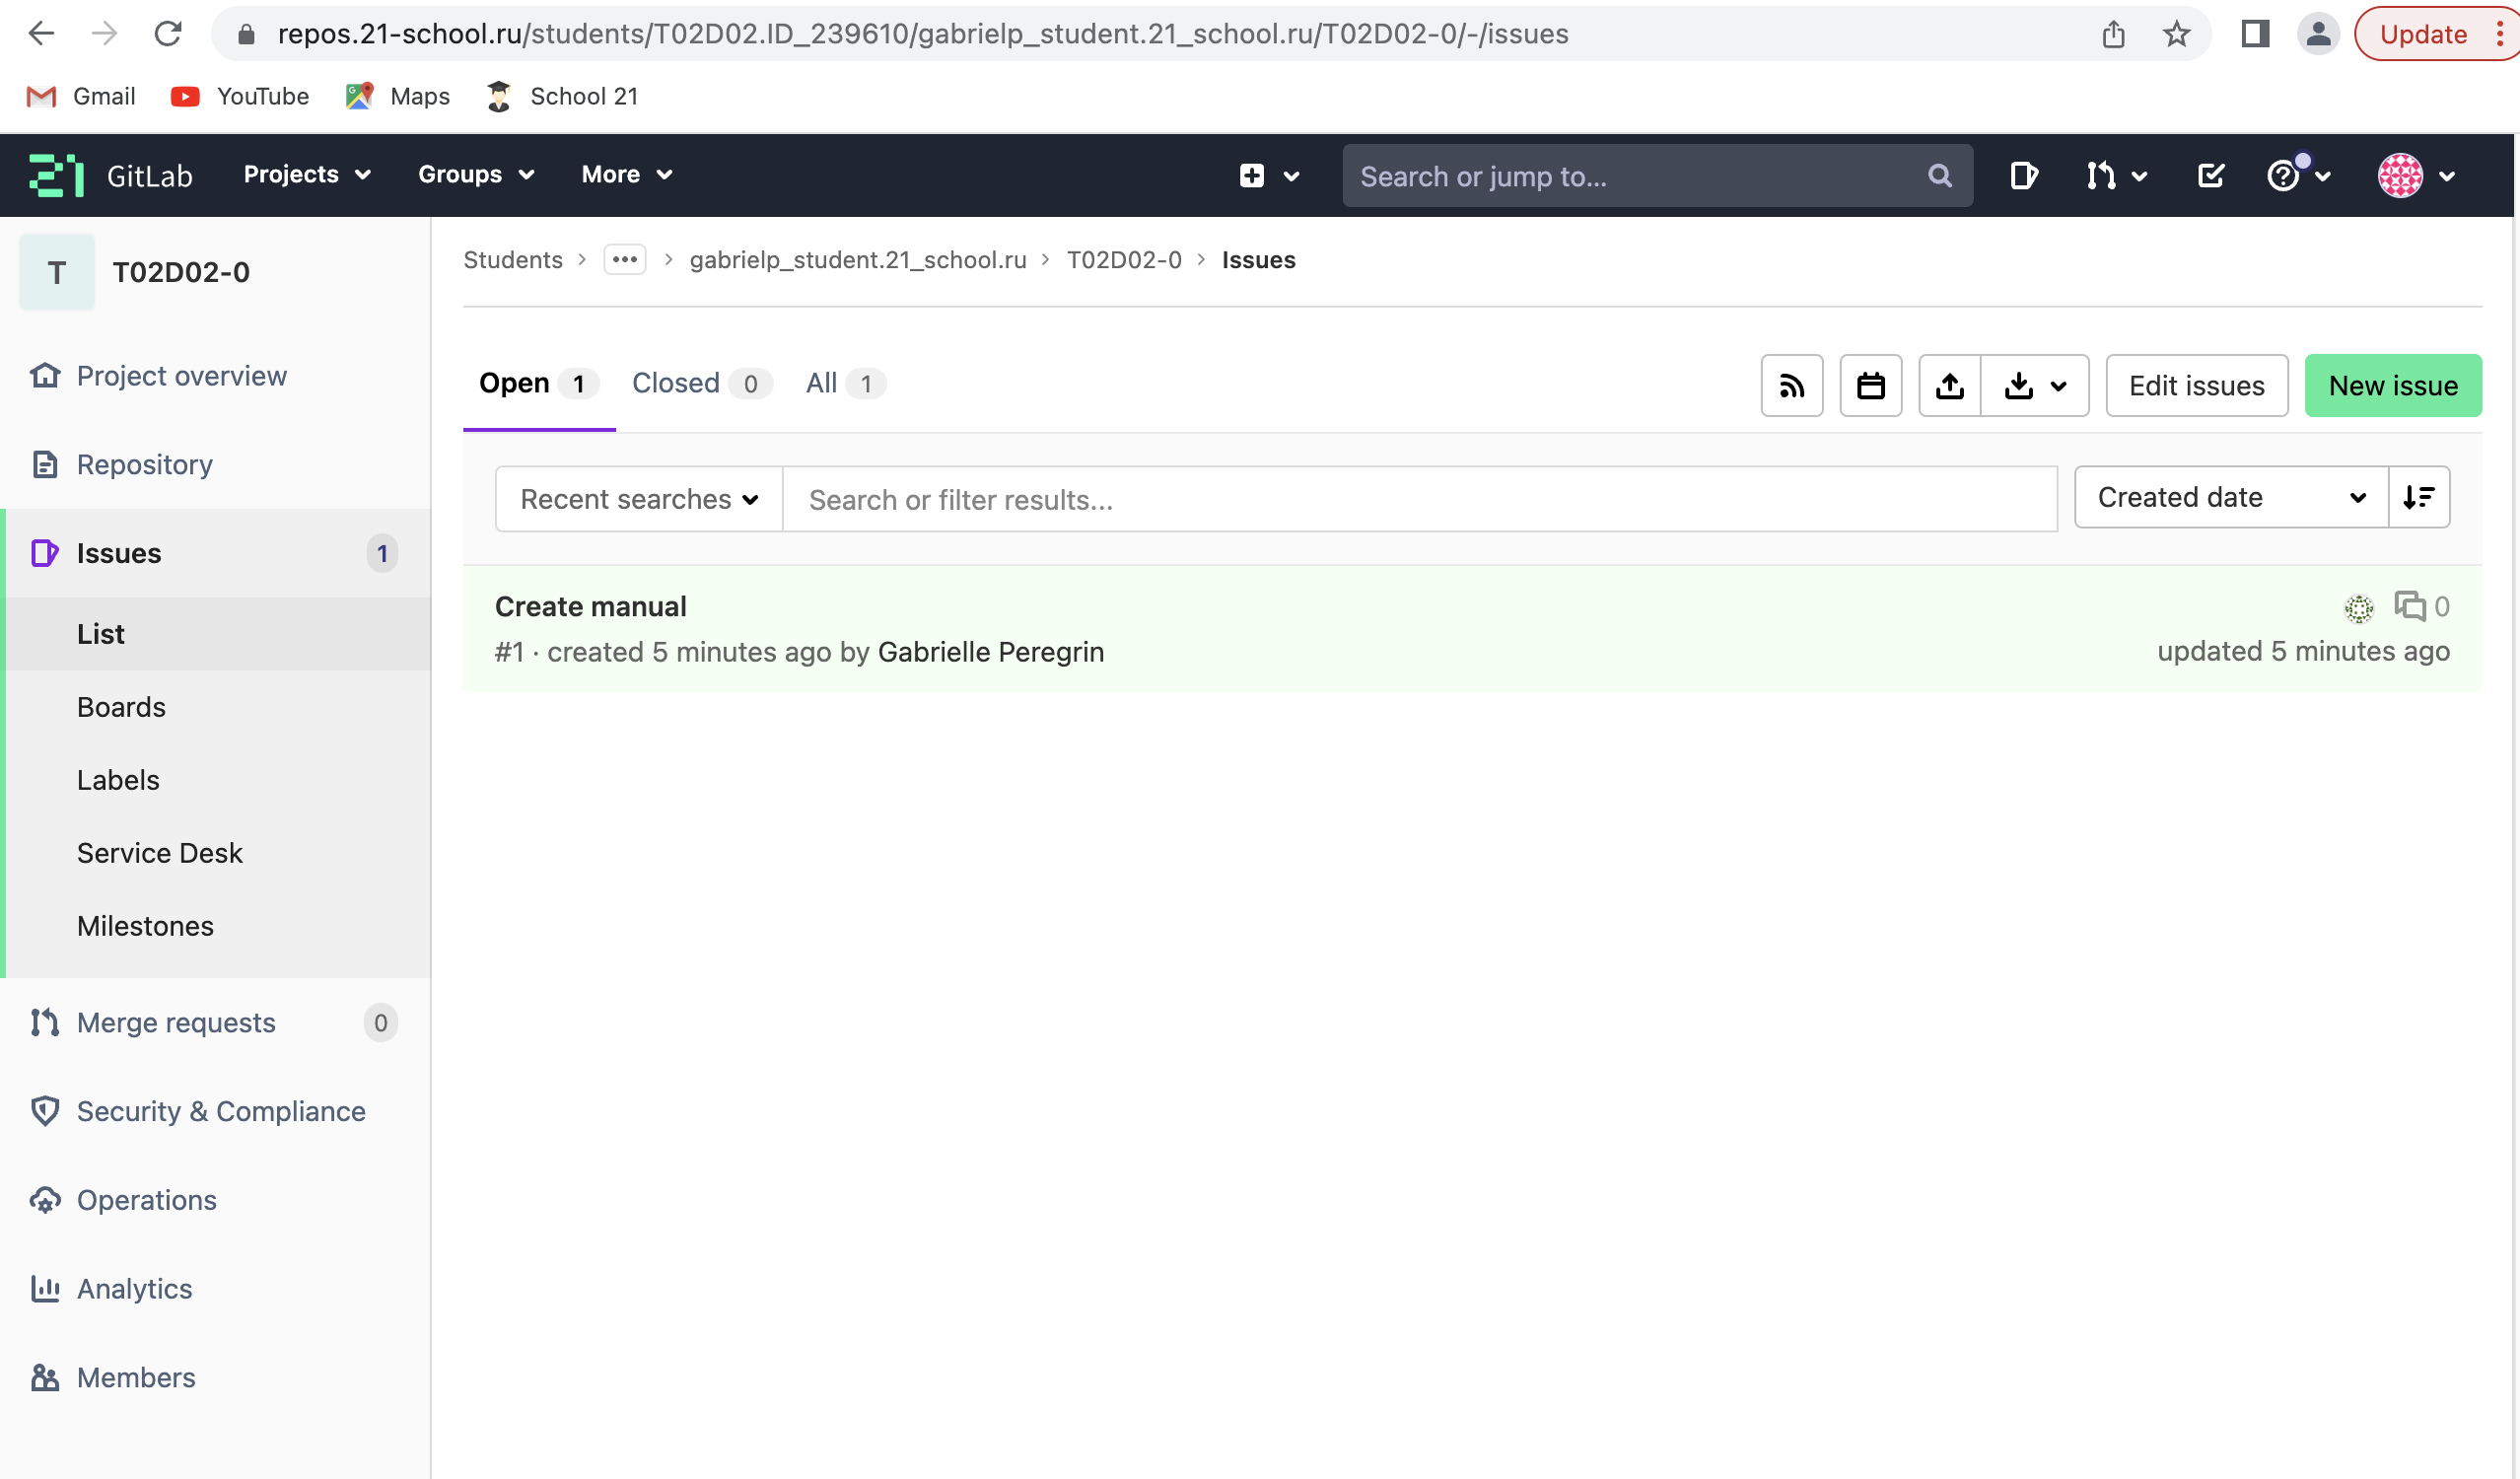 repos.21-school.ru/students/T02D02.ID_239610/gabrielp_student.21_school.ru/T02D02-0/-/issues
Update
Gmail YouTube Maps School 21
21 GitLab Projects Groups More Search or jump to...
T T02D02-0
Students > ••• > gabrielp_student.21_school.ru > T02D02-0 > Issues
Project overview
Open 1 Closed 0 All 1 Edit issues New issue
Repository
Recent searches Search or filter results... Created date
Issues 1
Create manual 0
#1 · created 5 minutes ago by Gabrielle Peregrin updated 5 minutes ago
List
Boards
Labels
Service Desk
Milestones
Merge requests 0
Security & Compliance
Operations
Analytics
Members